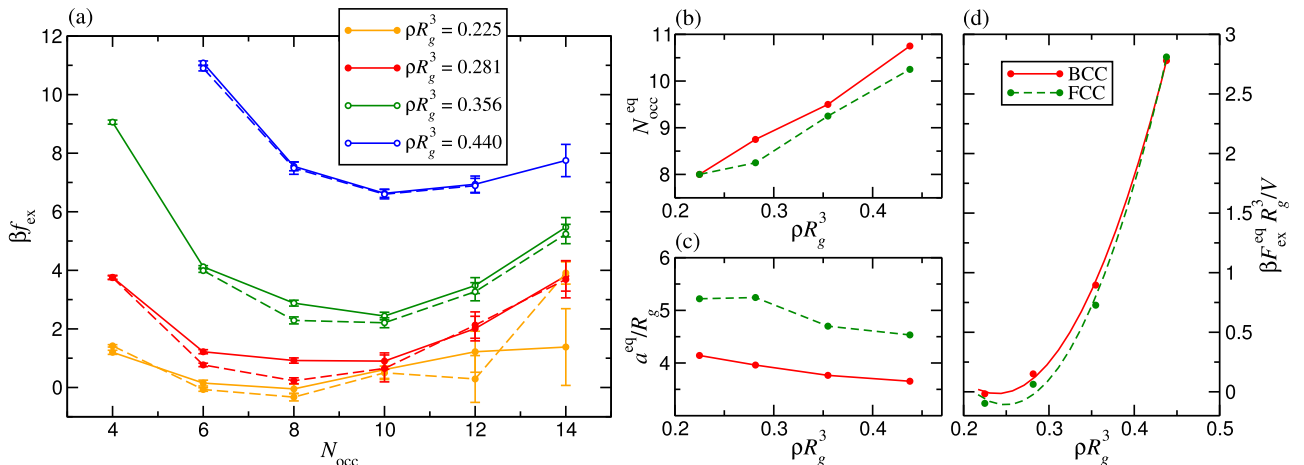 (a)
ρR_g^3 = 0.225
ρR_g^3 = 0.281
ρR_g^3 = 0.356
ρR_g^3 = 0.440
12
10
8
6
4
2
0
βf_ex
4 6 8 10 12 14
N_occ
(b)
11
10
9
8
7
N_occ^eq
0.2 0.3 0.4
ρR_g^3
(c)
6
5
4
a^eq/R_g
0.2 0.3 0.4
ρR_g^3
(d)
BCC
FCC
3
2.5
2
1.5
1
0.5
0
βF_ex^eq R_g^3/V
0.2 0.3 0.4 0.5
ρR_g^3